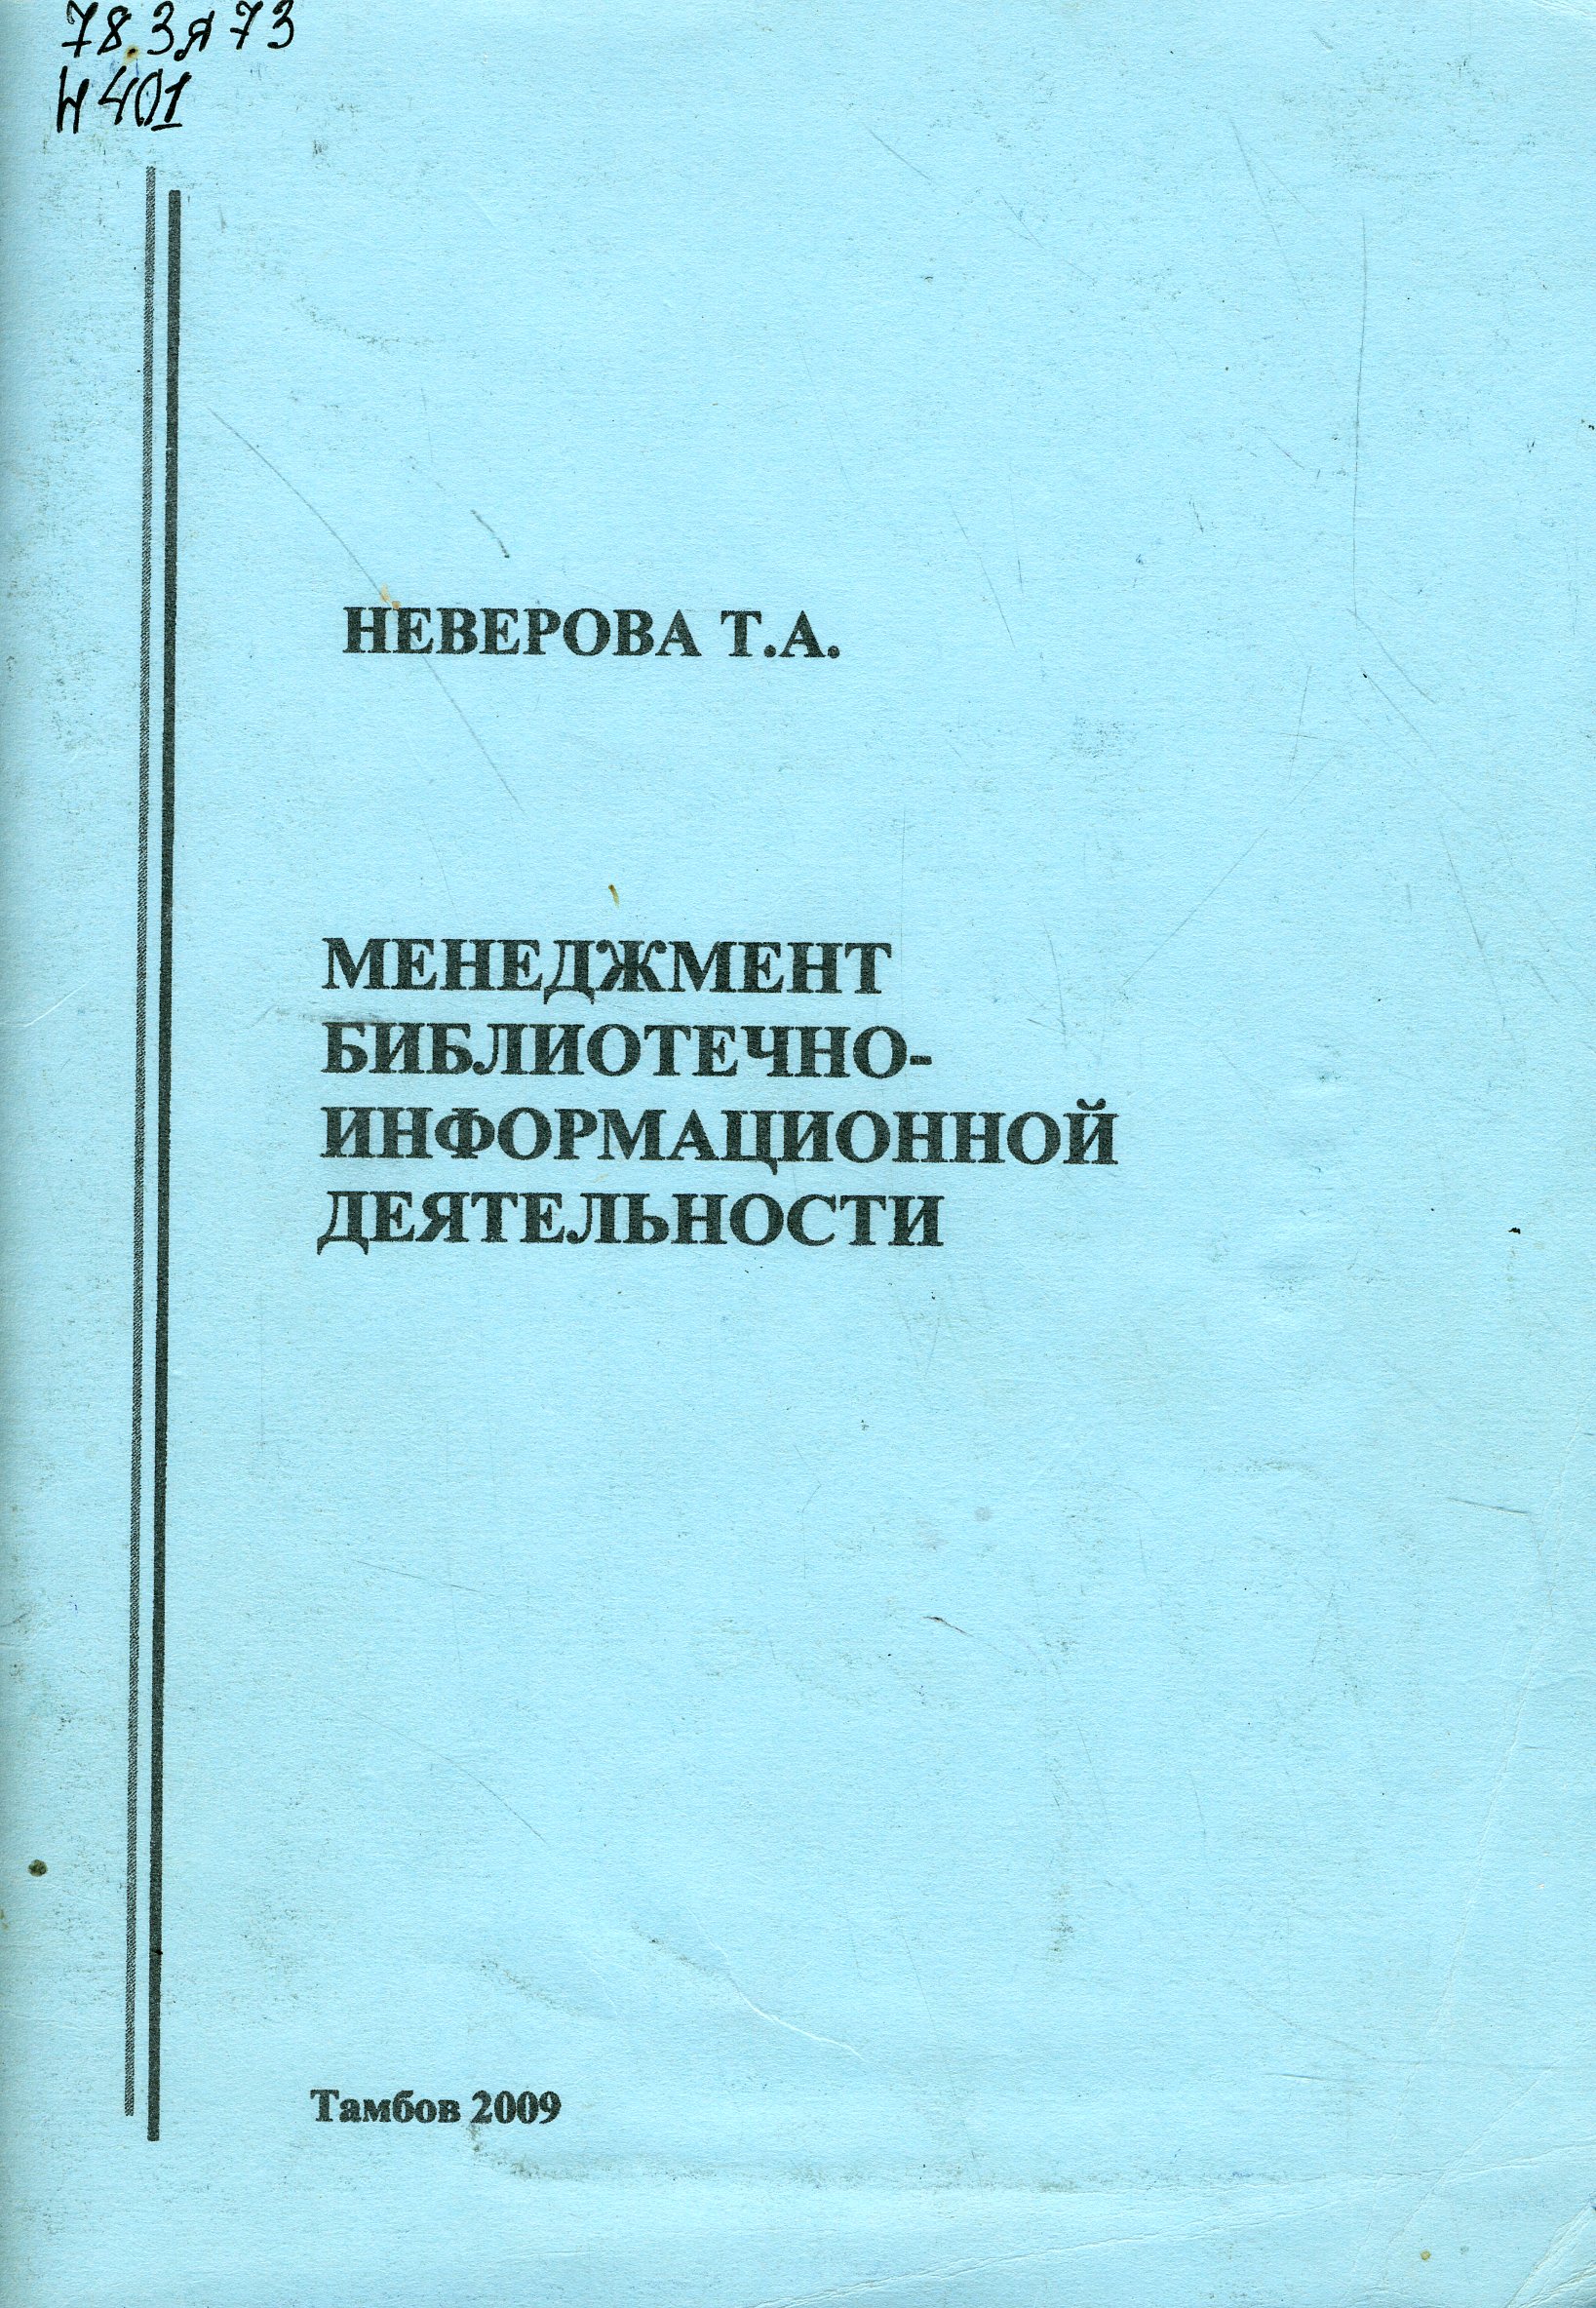 78.3я73
Н401
НЕВЕРОВА Т.А.
МЕНЕДЖМЕНТ
БИБЛИОТЕЧНО-
ИНФОРМАЦИОННОЙ
ДЕЯТЕЛЬНОСТИ
Тамбов 2009